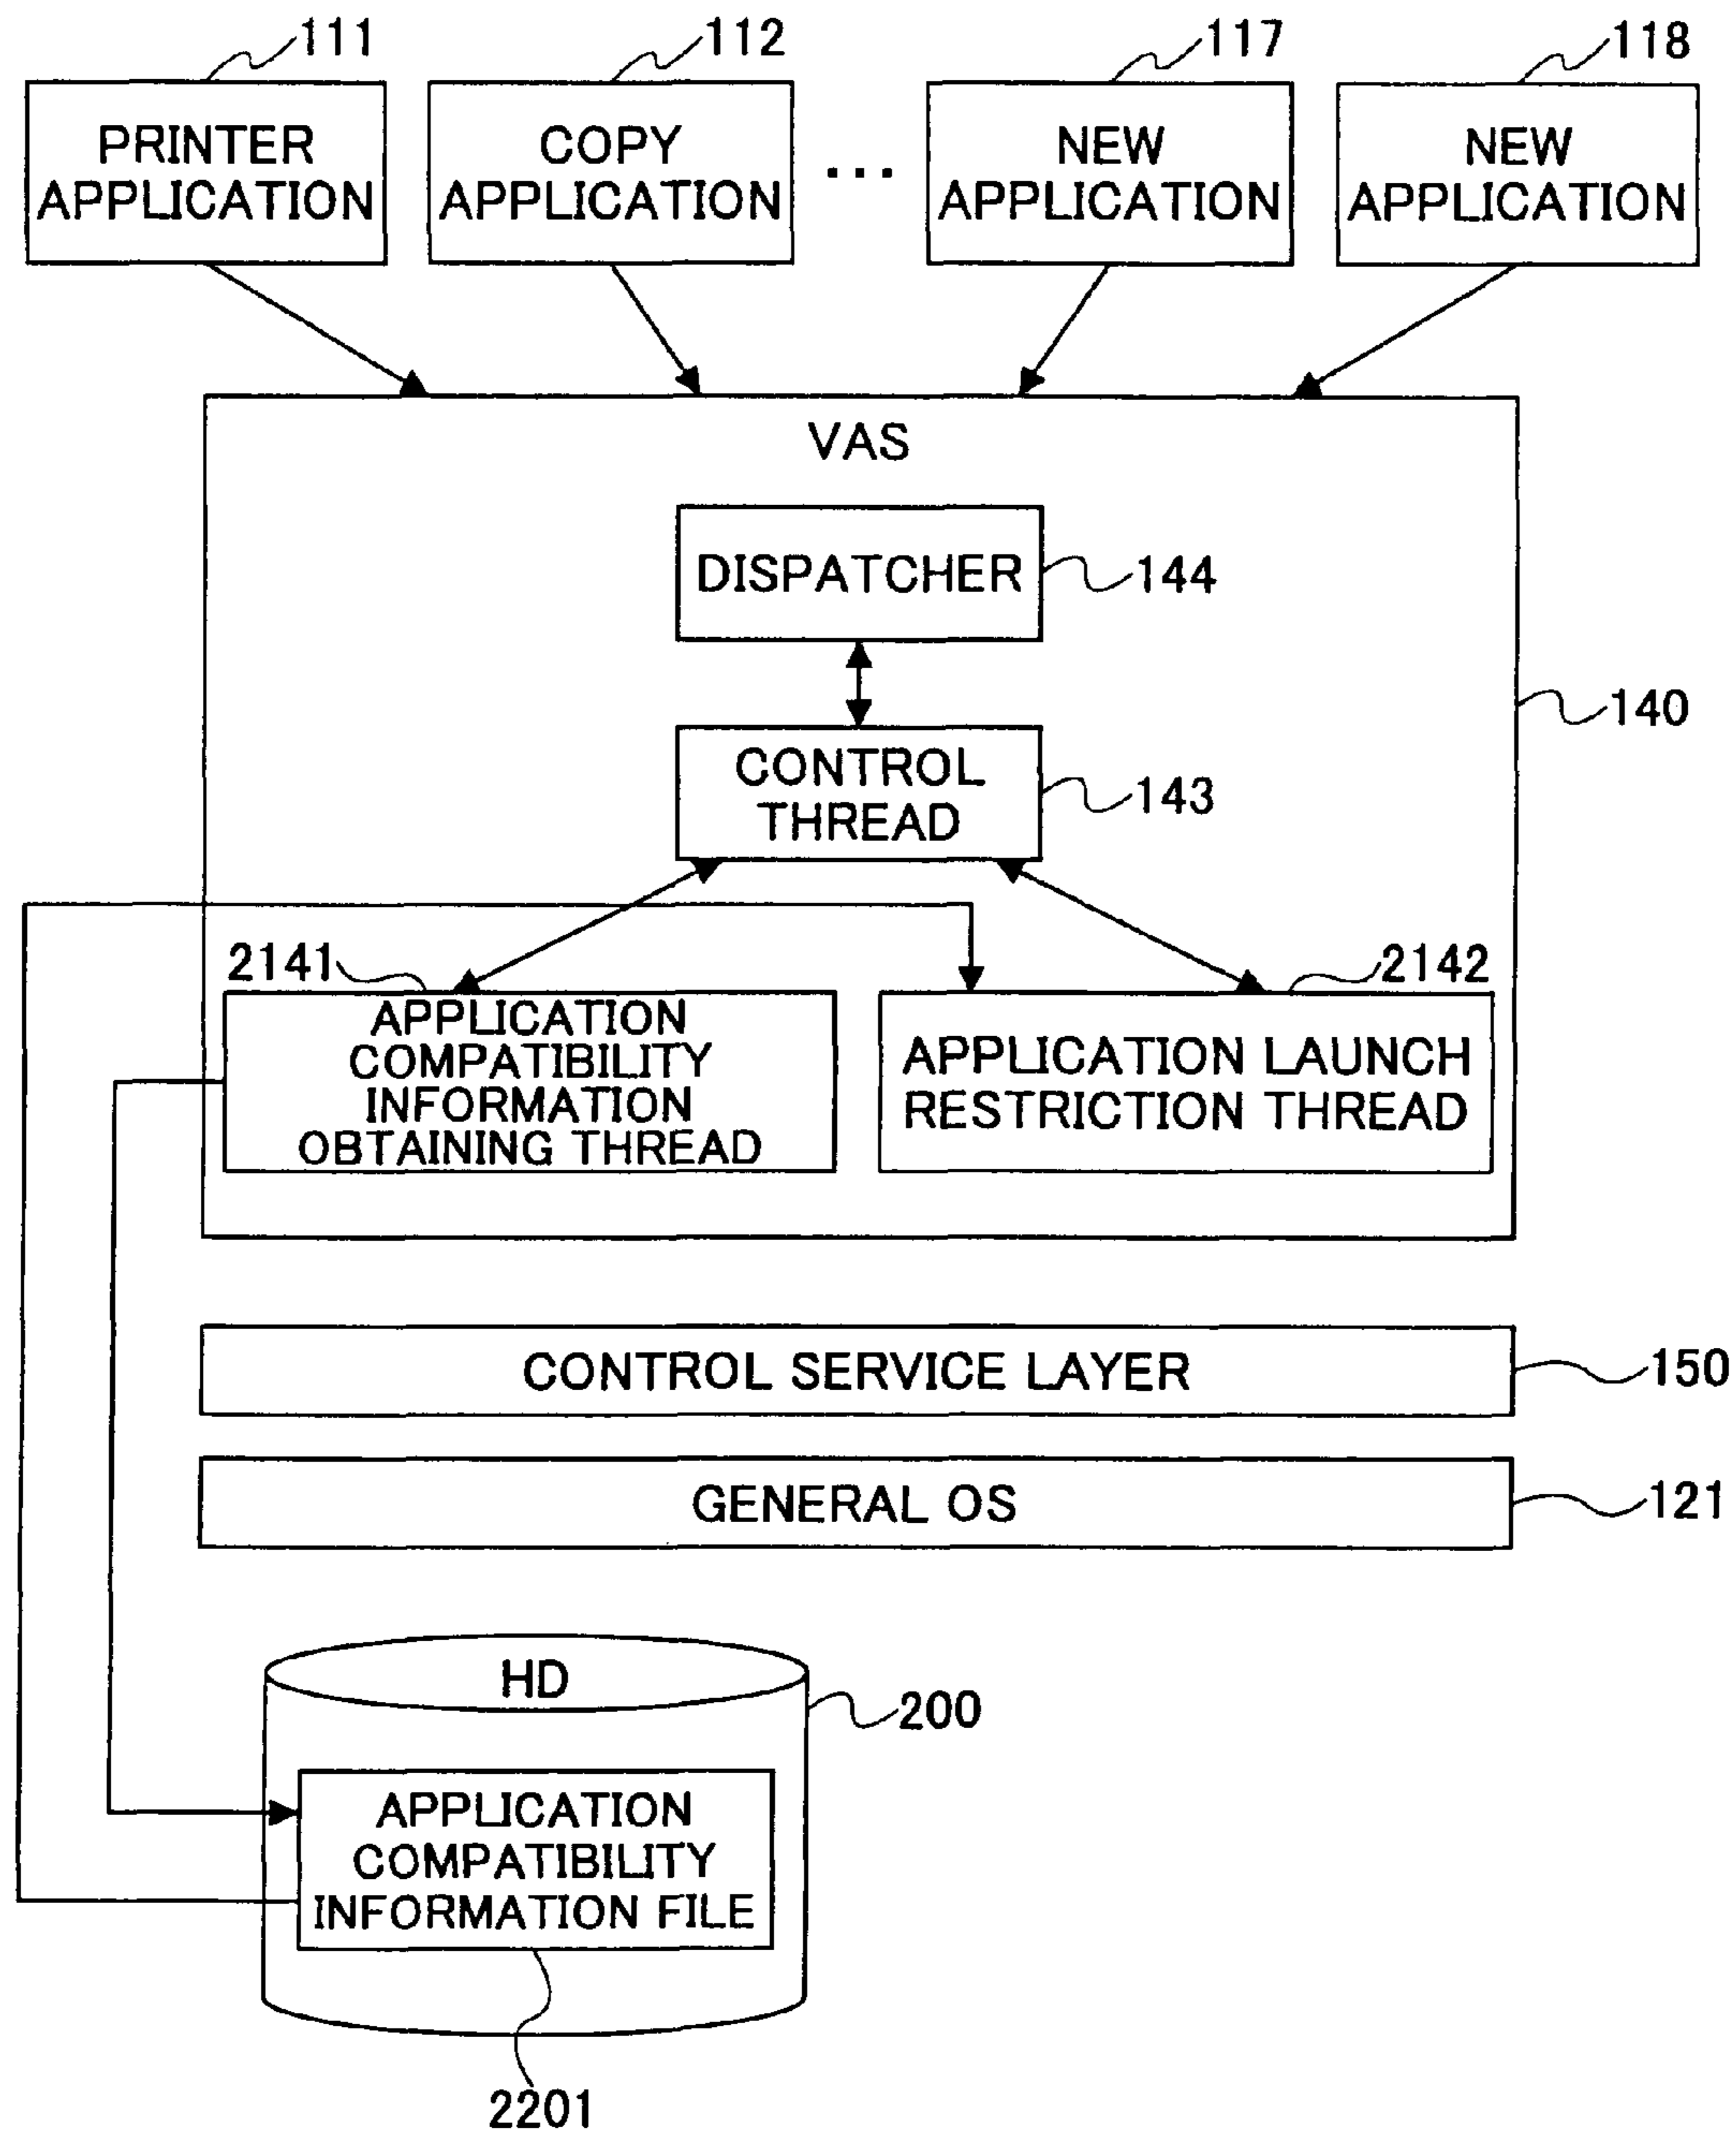 111
112
117
118
PRINTER
APPLICATION
COPY
APPLICATION
...
NEW
APPLICATION
NEW
APPLICATION
VAS
DISPATCHER
144
140
CONTROL
THREAD
143
2141
2142
APPLICATION
COMPATIBILITY
INFORMATION
OBTAINING THREAD
APPLICATION LAUNCH
RESTRICTION THREAD
CONTROL SERVICE LAYER
150
GENERAL OS
121
HD
200
APPLICATION
COMPATIBILITY
INFORMATION FILE
2201